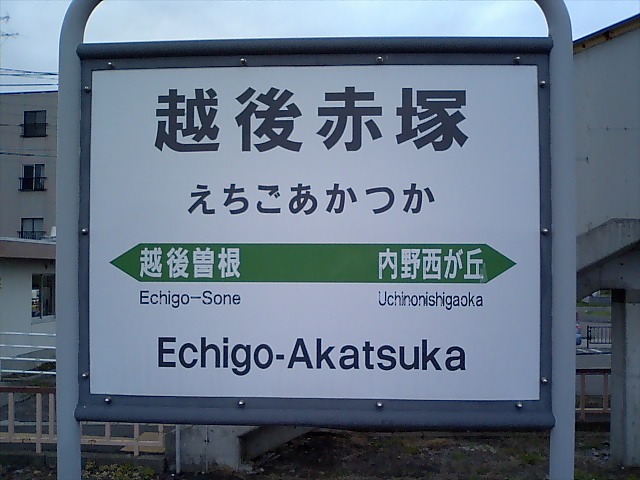 越後赤塚
えちごあかつか
越後曽根 内野西が丘
Echigo-Sone Uchinonishigaoka
Echigo-Akatsuka